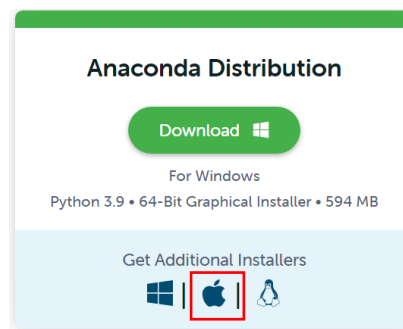 Anaconda Distribution
Download
For Windows
Python 3.9 • 64-Bit Graphical Installer • 594 MB
Get Additional Installers
| |